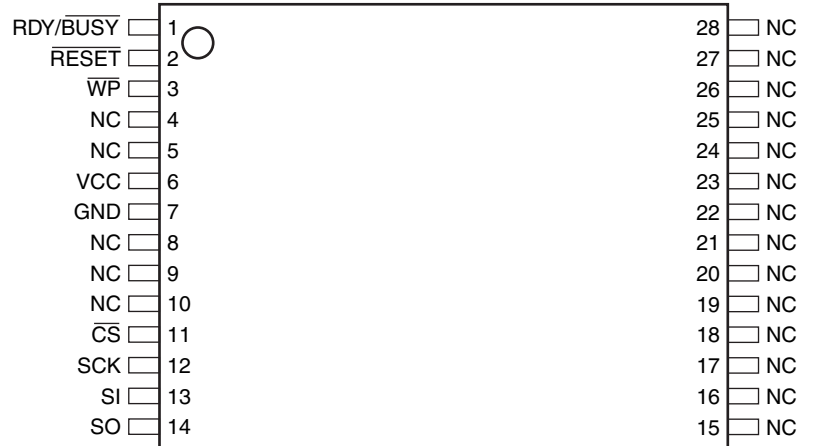 RDY/BUSY 1 28 NC
RESET 2 27 NC
WP 3 26 NC
NC 4 25 NC
NC 5 24 NC
VCC 6 23 NC
GND 7 22 NC
NC 8 21 NC
NC 9 20 NC
NC 10 19 NC
CS 11 18 NC
SCK 12 17 NC
SI 13 16 NC
SO 14 15 NC